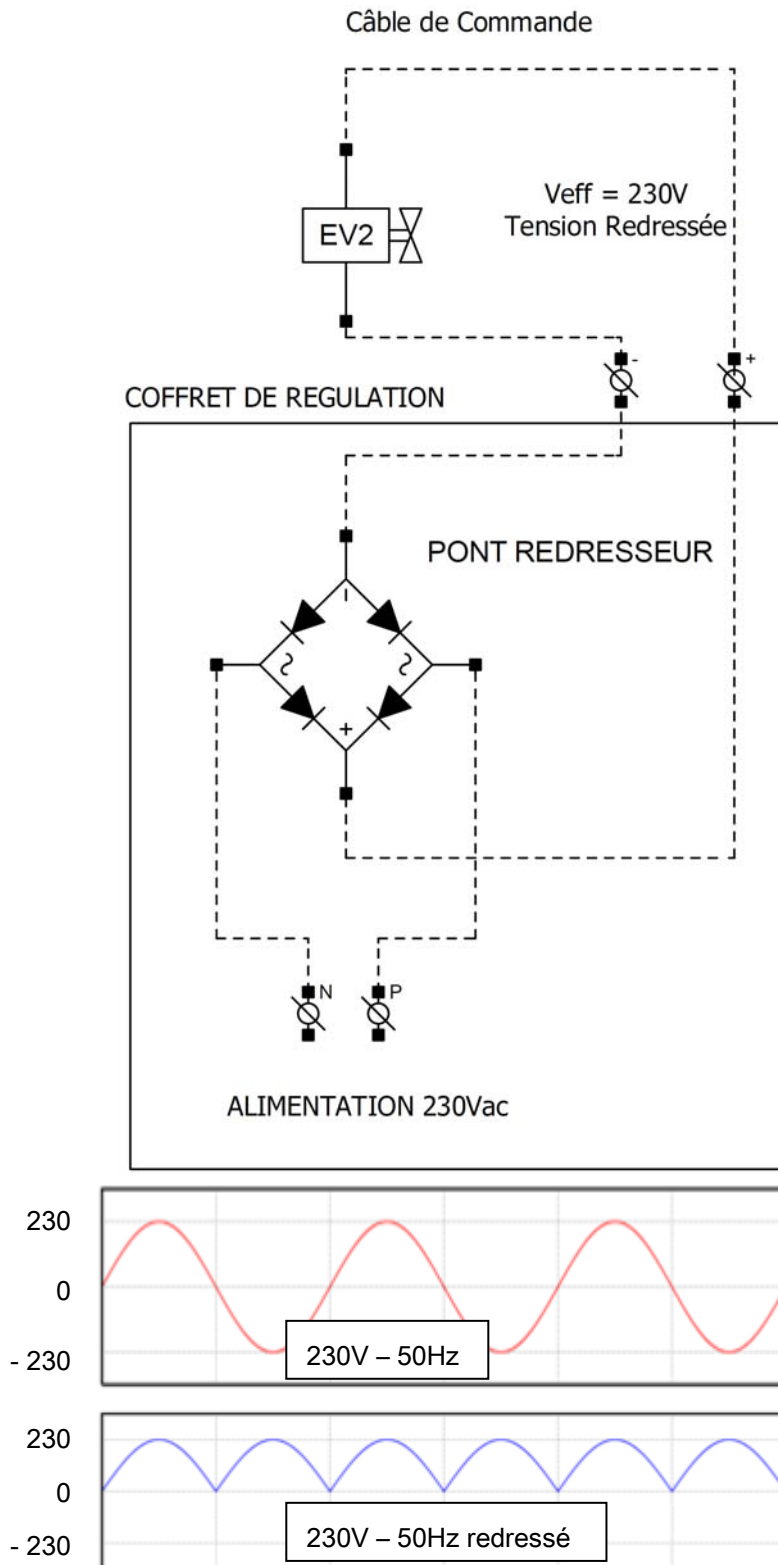 Câble de Commande
Veff = 230V
Tension Redressée
EV2
- +
COFFRET DE REGULATION
PONT REDRESSEUR
-
~ ~
+
N P
ALIMENTATION 230Vac
230
0
- 230
230V – 50Hz
230
0
- 230
230V – 50Hz redressé